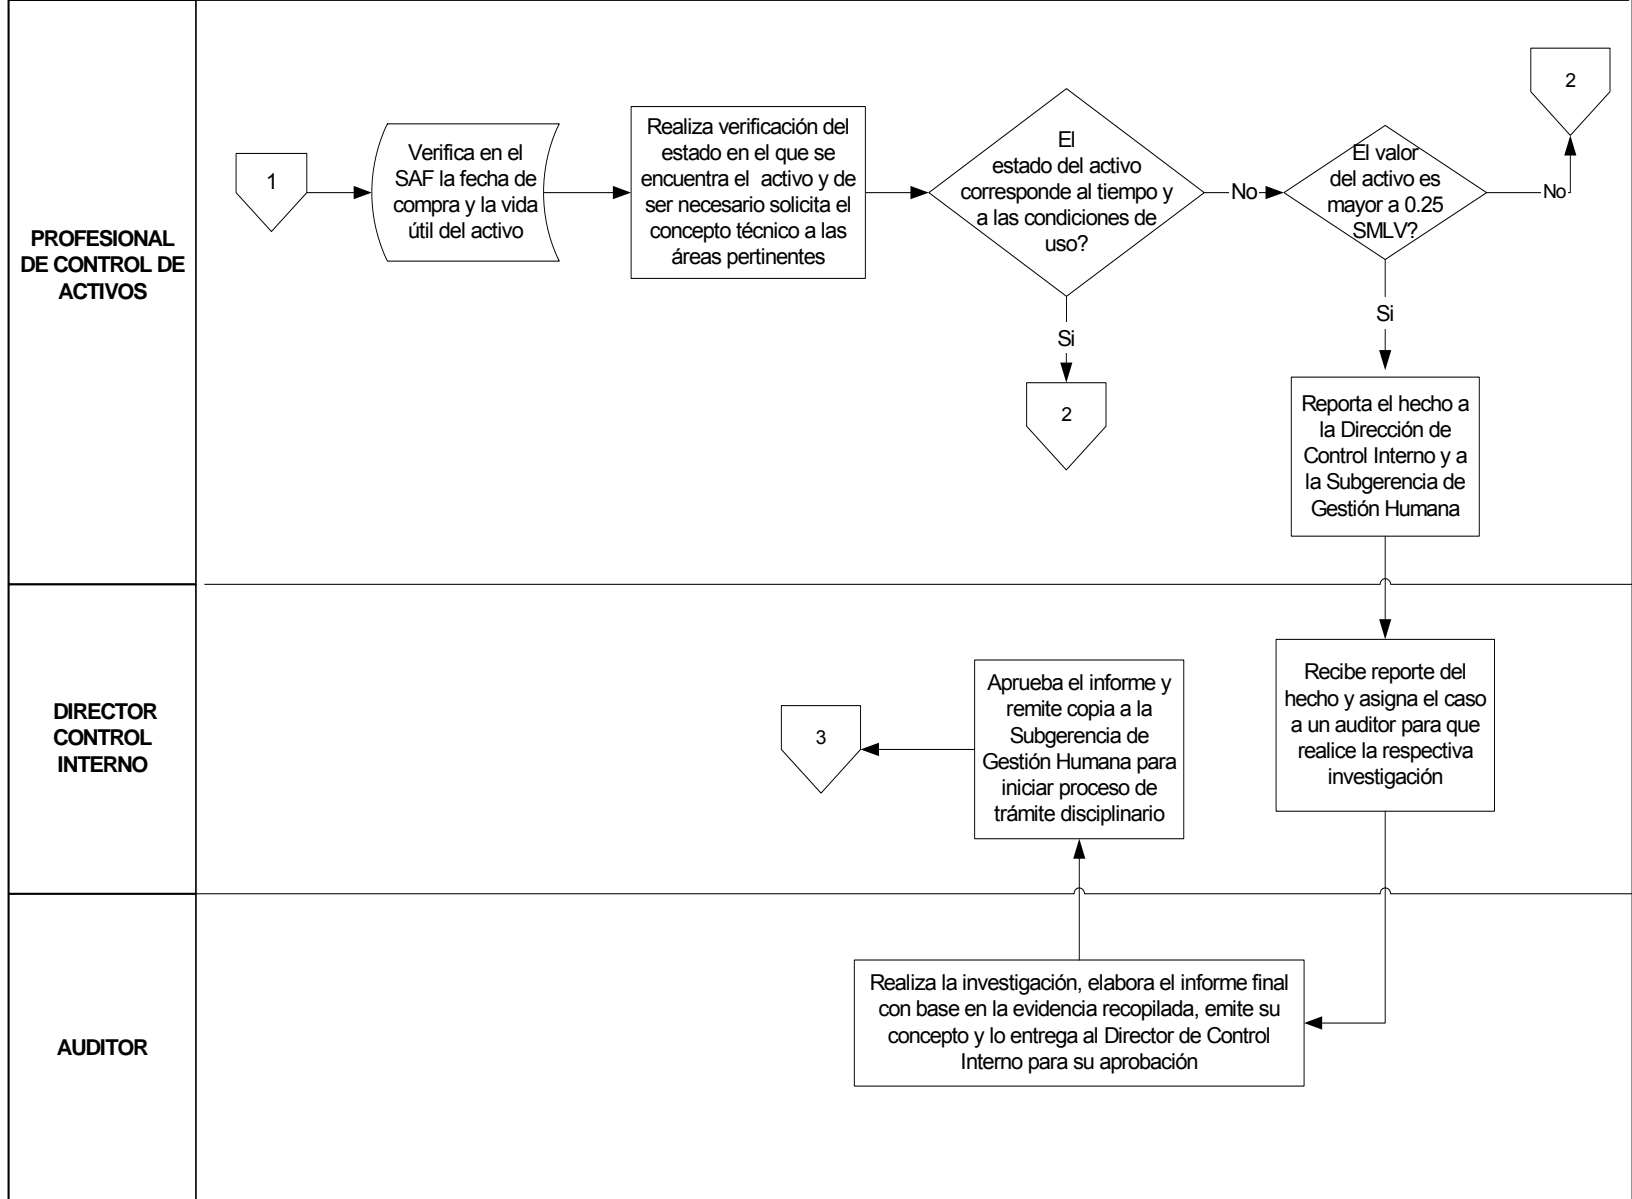 PROFESIONAL
DE CONTROL DE
ACTIVOS
1
Verifica en el
SAF la fecha de
compra y la vida
útil del activo
Realiza verificación del
estado en el que se
encuentra el activo y de
ser necesario solicita el
concepto técnico a las
áreas pertinentes
El
estado del activo
corresponde al tiempo y
a las condiciones de
uso?
No
Si
2
El valor
del activo es
mayor a 0.25
SMLV?
No
2
Si
Reporta el hecho a
la Dirección de
Control Interno y a
la Subgerencia de
Gestión Humana
DIRECTOR
CONTROL
INTERNO
3
Aprueba el informe y
remite copia a la
Subgerencia de
Gestión Humana para
iniciar proceso de
trámite disciplinario
Recibe reporte del
hecho y asigna el caso
a un auditor para que
realice la respectiva
investigación
AUDITOR
Realiza la investigación, elabora el informe final
con base en la evidencia recopilada, emite su
concepto y lo entrega al Director de Control
Interno para su aprobación